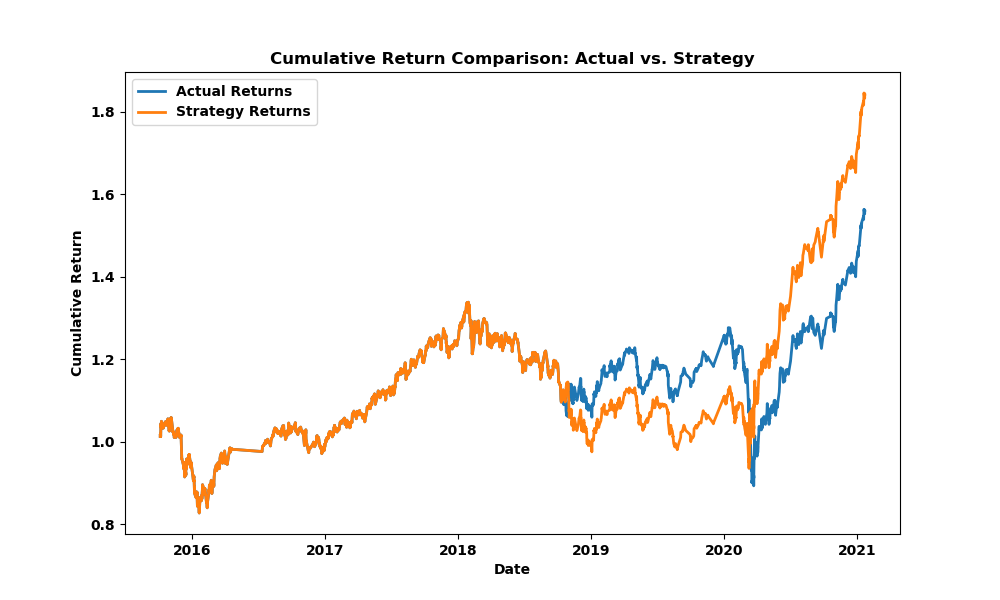 Cumulative Return Comparison: Actual vs. Strategy
Actual Returns
Strategy Returns
Cumulative Return
1.8
1.6
1.4
1.2
1.0
0.8
2016 2017 2018 2019 2020 2021
Date